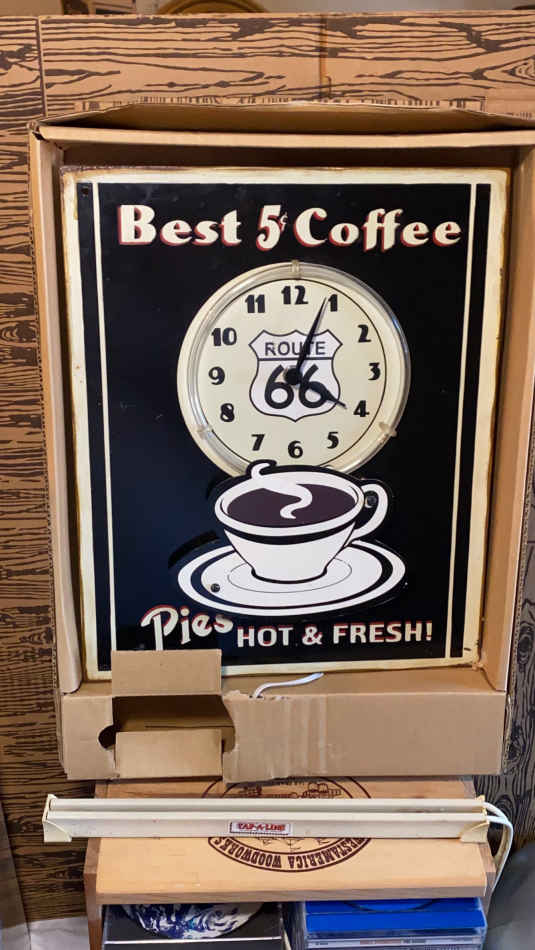 Best 5¢ Coffee
12
1
2
3
4
5
6
7
8
9
10
11
ROUTE
66
Pies HOT & FRESH!
TAP-A-LINE
WESTAMERICA WOODWORKS